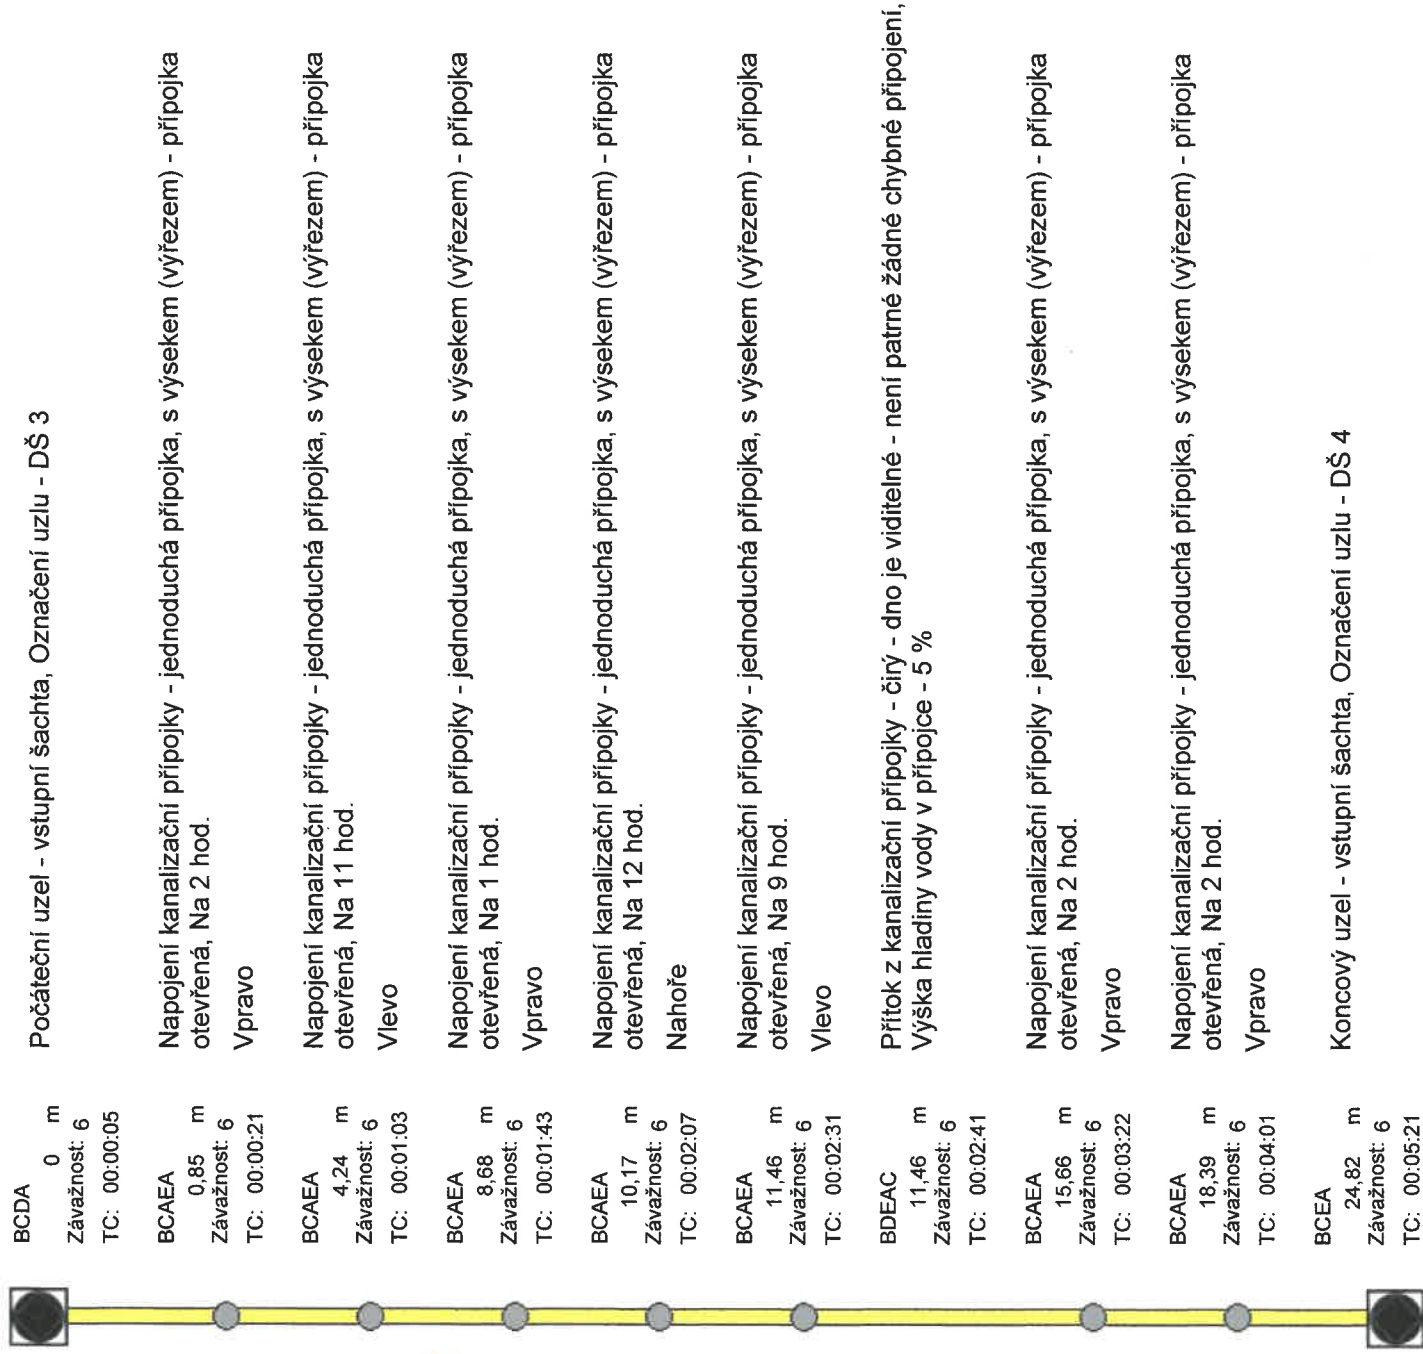 BCDA
0 m
Závažnost: 6
TC: 00:00:05
Počáteční uzel - vstupní šachta, Označení uzlu - DŠ 3
BCAEA
0,85 m
Závažnost: 6
TC: 00:00:21
Napojení kanalizační přípojky - jednoduchá přípojka, s výsekem (výřezem) - přípojka
otevřená, Na 2 hod.
Vpravo
BCAEA
4,24 m
Závažnost: 6
TC: 00:01:03
Napojení kanalizační přípojky - jednoduchá přípojka, s výsekem (výřezem) - přípojka
otevřená, Na 11 hod.
Vlevo
BCAEA
8,68 m
Závažnost: 6
TC: 00:01:43
Napojení kanalizační přípojky - jednoduchá přípojka, s výsekem (výřezem) - přípojka
otevřená, Na 1 hod.
Vpravo
BCAEA
10,17 m
Závažnost: 6
TC: 00:02:07
Napojení kanalizační přípojky - jednoduchá přípojka, s výsekem (výřezem) - přípojka
otevřená, Na 12 hod.
Nahoře
BCAEA
11,46 m
Závažnost: 6
TC: 00:02:31
Napojení kanalizační přípojky - jednoduchá přípojka, s výsekem (výřezem) - přípojka
otevřená, Na 9 hod.
Vlevo
BDEAC
11,46 m
Závažnost: 6
TC: 00:02:41
Přítok z kanalizační přípojky - čirý - dno je viditelné - není patrné žádné chybné připojení,
Výška hladiny vody v přípojce - 5 %
BCAEA
15,66 m
Závažnost: 6
TC: 00:03:22
Napojení kanalizační přípojky - jednoduchá přípojka, s výsekem (výřezem) - přípojka
otevřená, Na 2 hod.
Vpravo
BCAEA
18,39 m
Závažnost: 6
TC: 00:04:01
Napojení kanalizační přípojky - jednoduchá přípojka, s výsekem (výřezem) - přípojka
otevřená, Na 2 hod.
Vpravo
BCEA
24,82 m
Závažnost: 6
TC: 00:05:21
Koncový uzel - vstupní šachta, Označení uzlu - DŠ 4